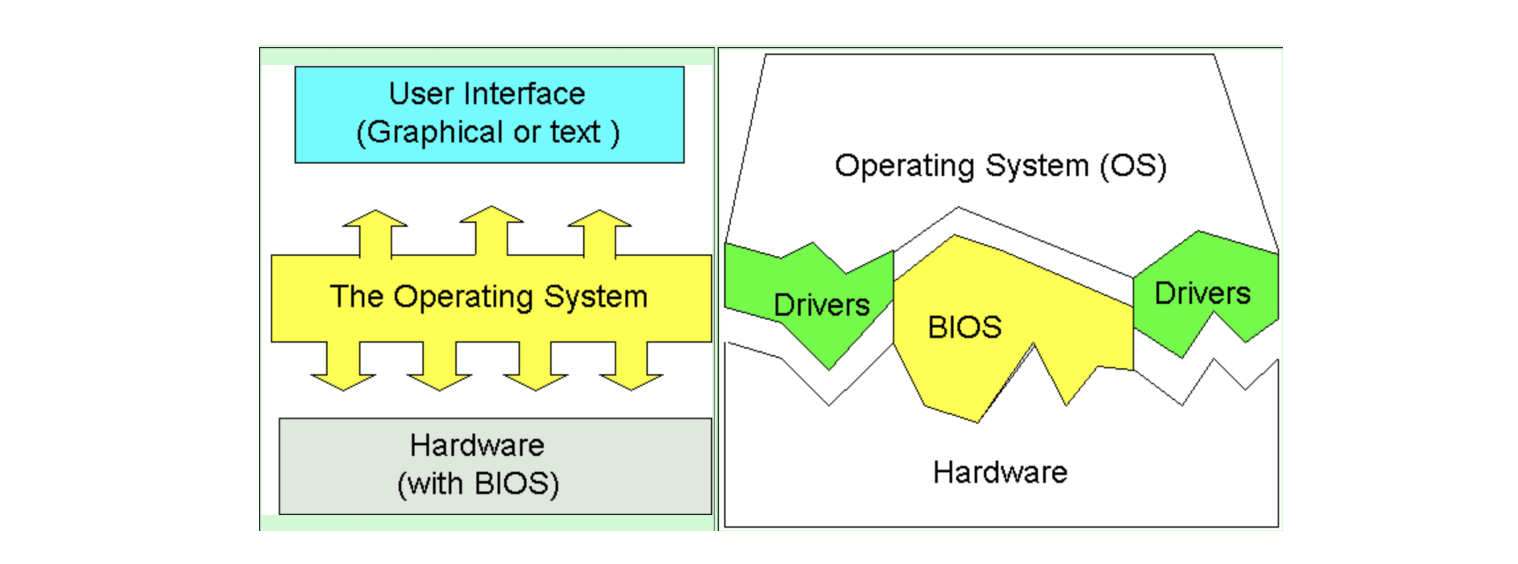 User Interface
(Graphical or text )
The Operating System
Hardware
(with BIOS)
Operating System (OS)
Drivers
BIOS
Drivers
Hardware